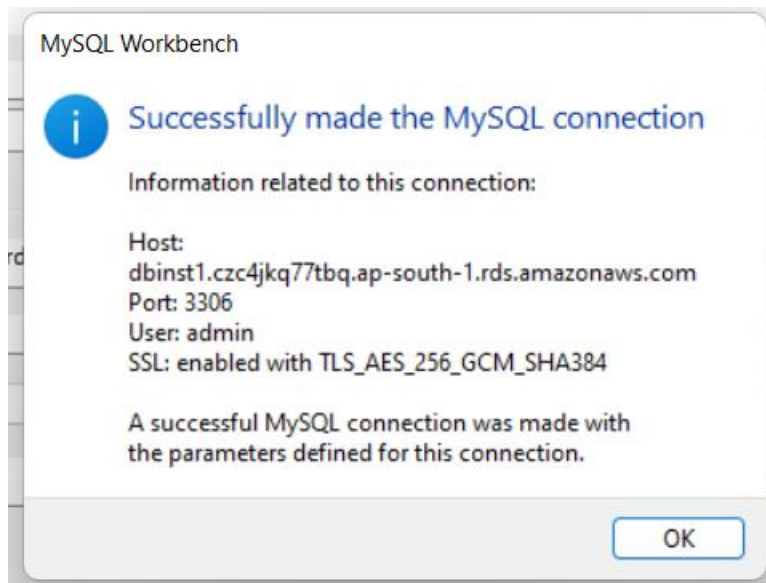 MySQL Workbench
Successfully made the MySQL connection
Information related to this connection:
Host:
dbinst1.czc4jkq77tbq.ap-south-1.rds.amazonaws.com
Port: 3306
User: admin
SSL: enabled with TLS_AES_256_GCM_SHA384
A successful MySQL connection was made with
the parameters defined for this connection.
rd
OK